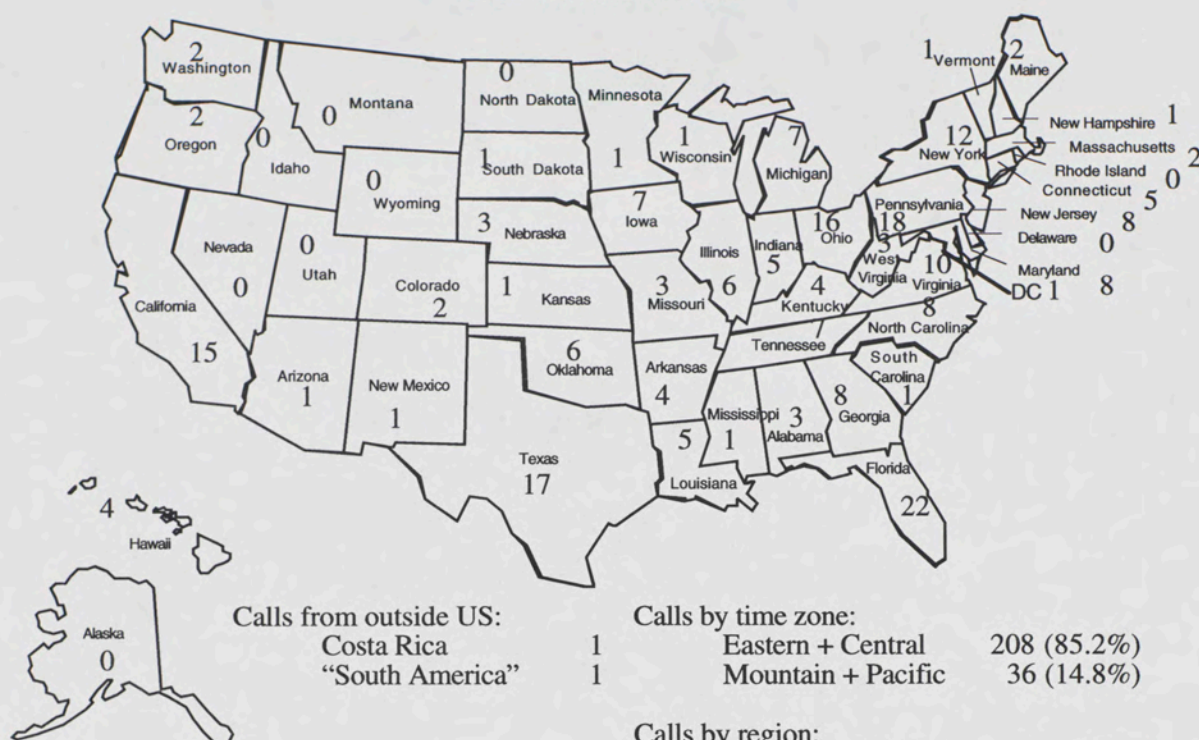 2
Washington
2
Oregon
0
Idaho
0
Montana
0
Wyoming
0
North Dakota
1
South Dakota
3
Nebraska
1
Kansas
Minnesota
1
1
Wisconsin
7
Michigan
7
Iowa
Illinois
6
Indiana
5
16
Ohio
Nevada
0
0
Utah
Colorado
2
California
15
Arizona
1
New Mexico
1
6
Oklahoma
Texas
17
3
Missouri
Arkansas
4
5
Louisiana
Mississippi
1
3
Alabama
8
Georgia
Florida
22
4
Kentucky
Tennessee
8
North Carolina
South
Carolina
1
3
West
Virginia
10
Virginia
Pennsylvania
18
12
New York
1 Vermont
2
Maine
New Hampshire 1
Massachusetts 2
Rhode Island 0
Connecticut 5
New Jersey 8
Delaware 0
Maryland 8
DC 1
4
Hawaii
Alaska
0
Calls from outside US:
Costa Rica 1
“South America” 1
Calls by time zone:
Eastern + Central 208 (85.2%)
Mountain + Pacific 36 (14.8%)
Calls by region: